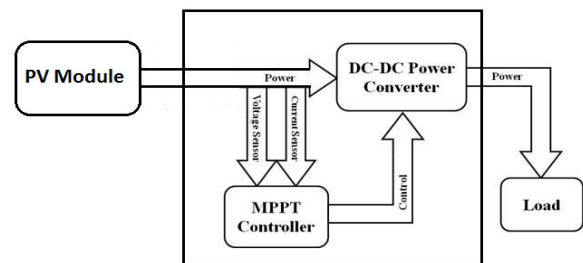 PV Module
Power
DC-DC Power
Converter
Power
Voltage Sensor
Current Sensor
Control
MPPT
Controller
Load